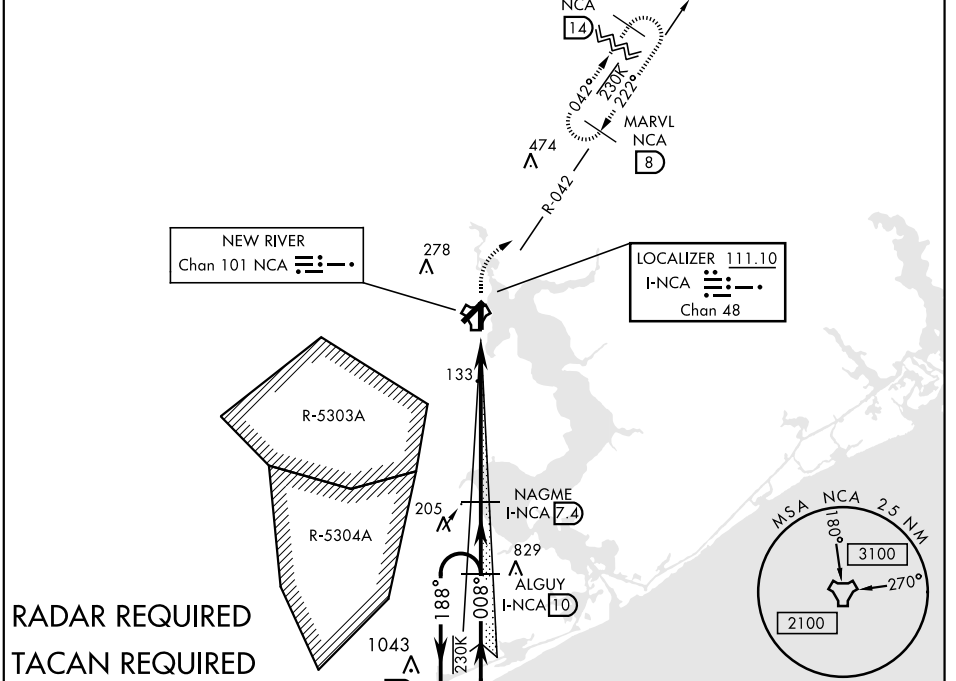 NCA
14
042°
230K
222°
MARVL
NCA
8
474
R-042
NEW RIVER
Chan 101 NCA
278
LOCALIZER 111.10
I-NCA
Chan 48
133
R-5303A
NAGME
I-NCA 7.4
205
R-5304A
829
ALGUY
I-NCA 10
188°
008°
230K
1043
MSA NCA 25 NM
180°
3100
270°
2100
RADAR REQUIRED
TACAN REQUIRED